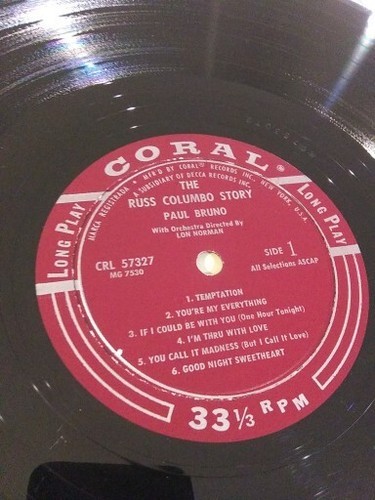 CORAL®
MARCA REGISTRADA • MFR'D BY CORAL RECORDS INC., NEW YORK, U.S.A.
A SUBSIDIARY OF DECCA RECORDS INC.
LONG PLAY
LONG PLAY
THE
RUSS COLUMBO STORY
PAUL BRUNO
With Orchestra Directed By
LON NORMAN
CRL 57327
MG 7530
SIDE 1
All Selections ASCAP
1. TEMPTATION
2. YOU'RE MY EVERYTHING
3. IF I COULD BE WITH YOU (One Hour Tonight)
4. I'M THRU WITH LOVE
5. YOU CALL IT MADNESS (But I Call It Love)
6. GOOD NIGHT SWEETHEART
33 1/3 RPM